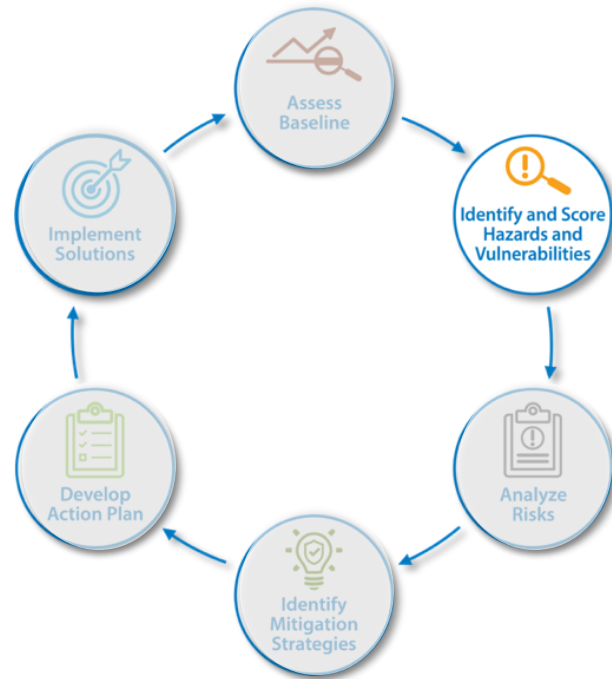 Assess
Baseline
Identify and Score
Hazards and
Vulnerabilities
Analyze
Risks
Identify
Mitigation
Strategies
Develop
Action Plan
Implement
Solutions